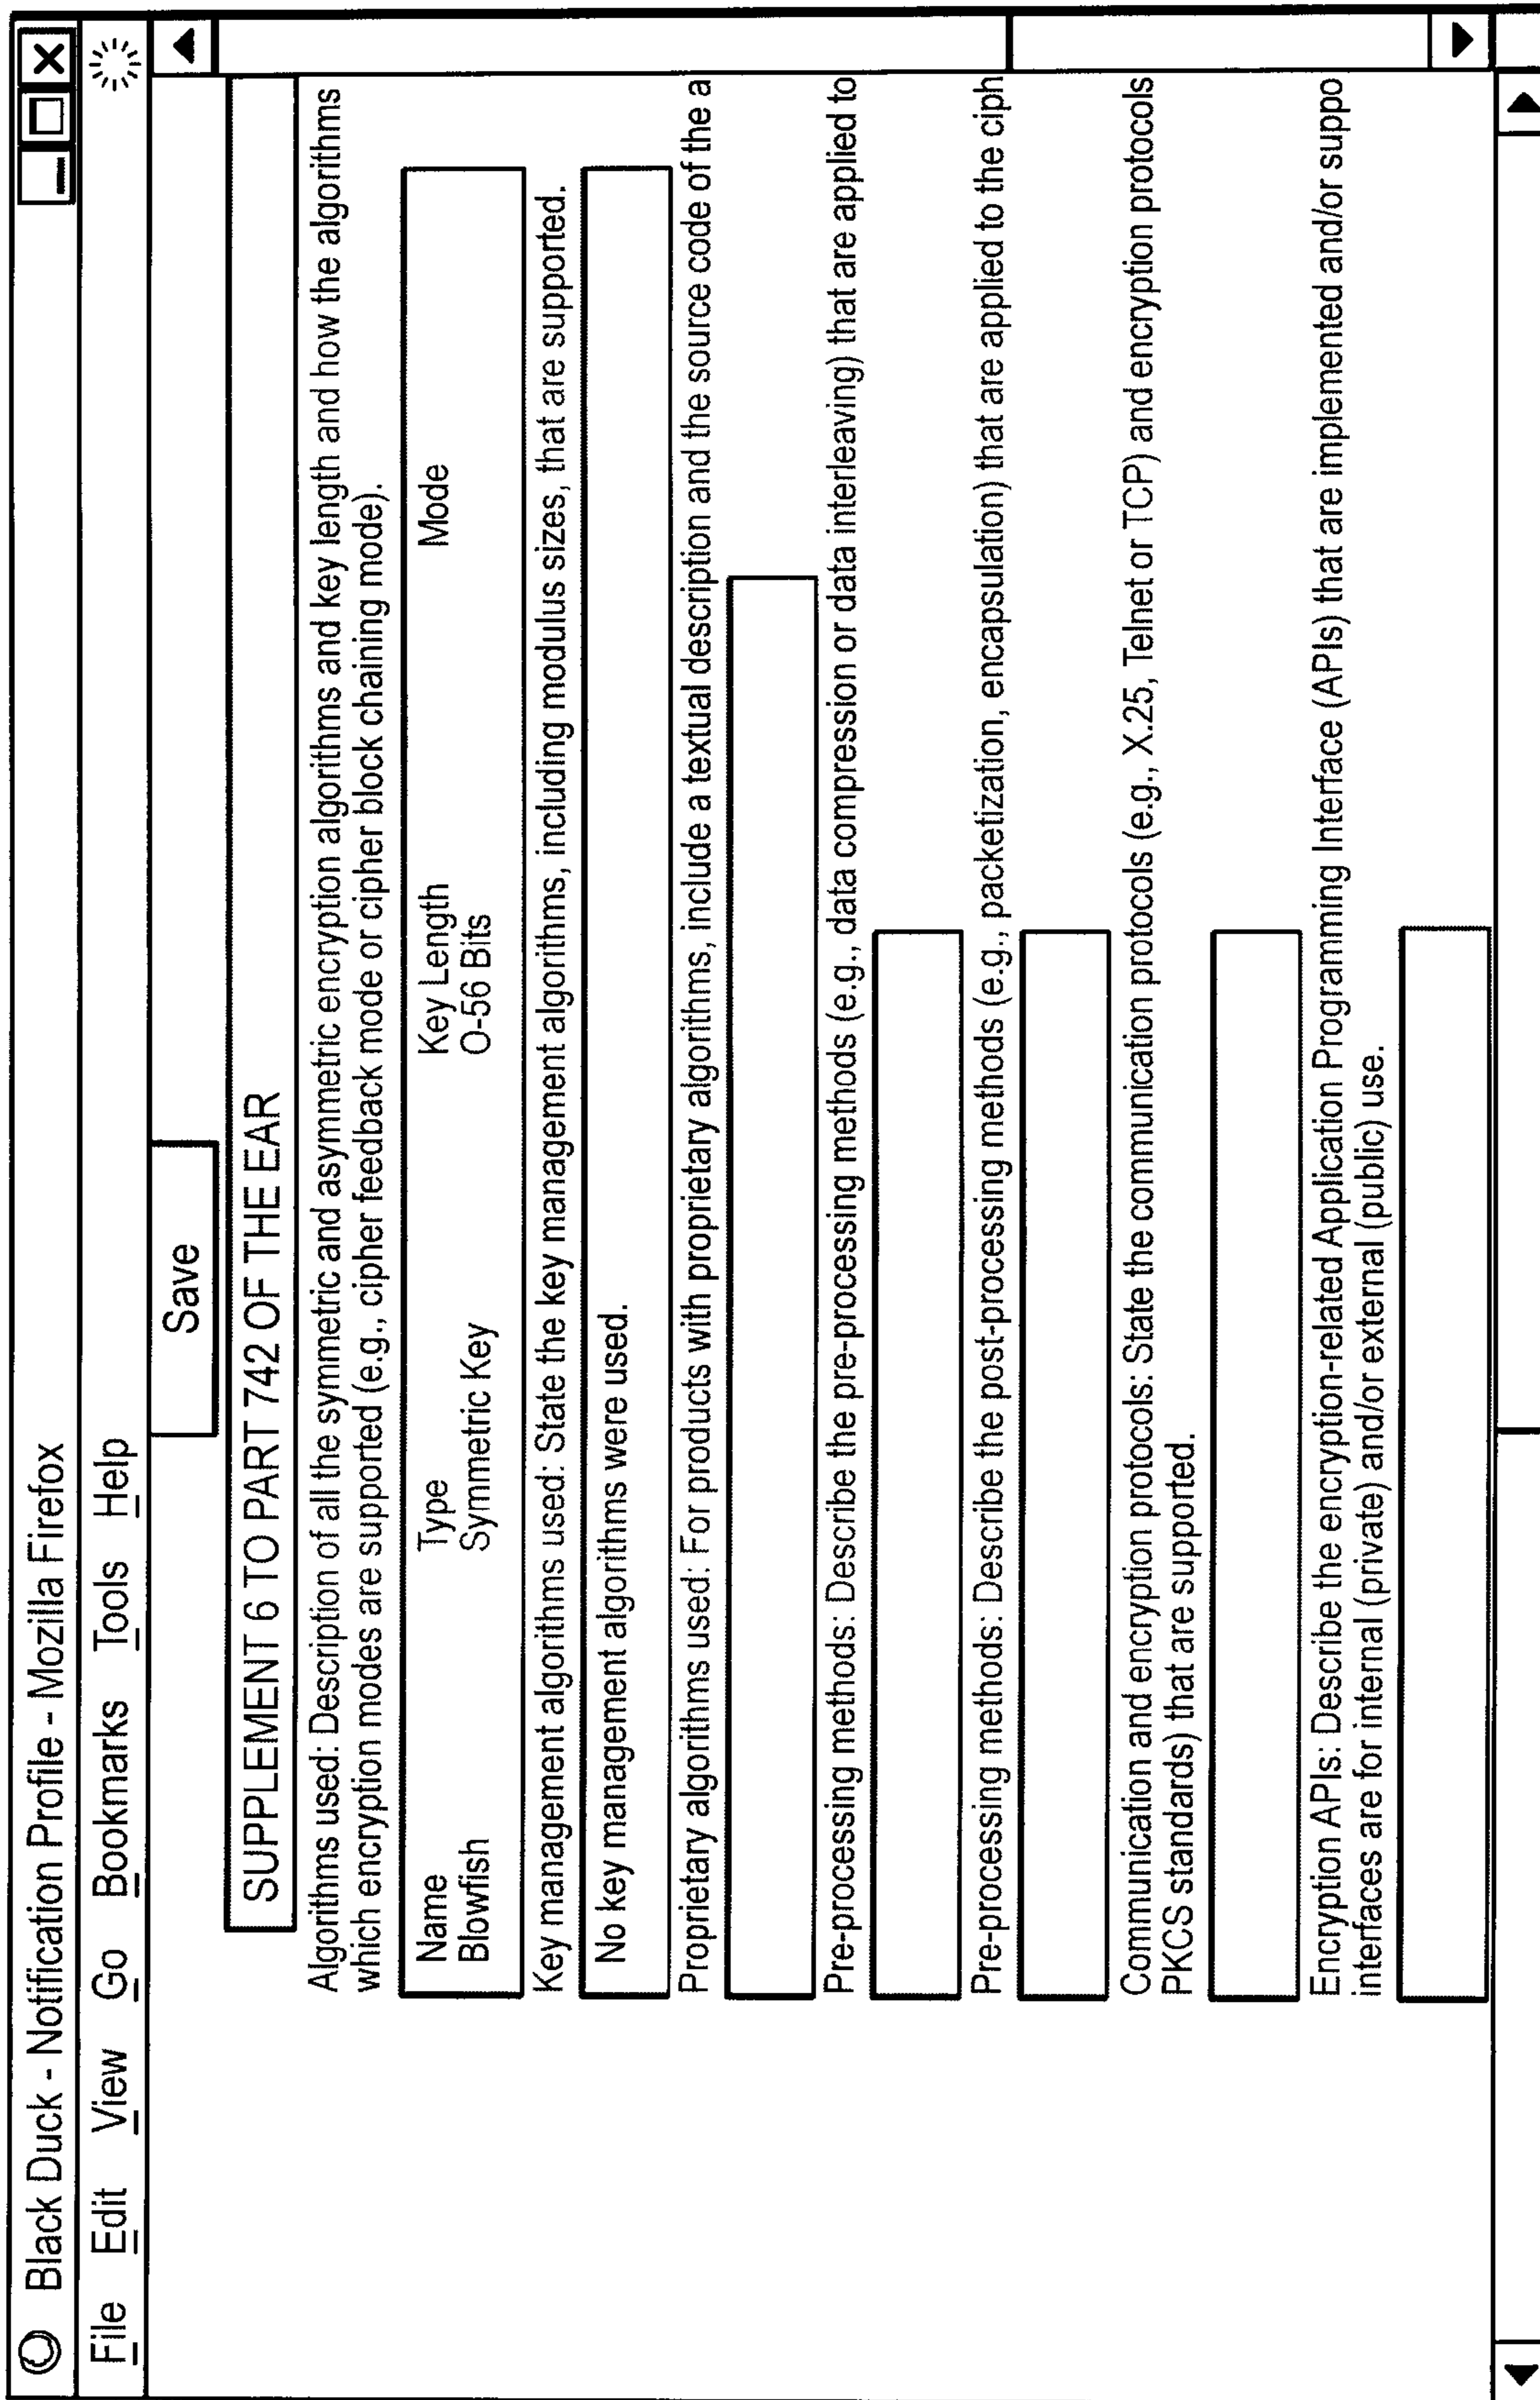 Black Duck - Notification Profile - Mozilla Firefox
File Edit View Go Bookmarks Tools Help
Save
SUPPLEMENT 6 TO PART 742 OF THE EAR
Algorithms used: Description of all the symmetric and asymmetric encryption algorithms and key length and how the algorithms
which encryption modes are supported (e.g., cipher feedback mode or cipher block chaining mode).
Name Type Key Length Mode
Blowfish Symmetric Key O-56 Bits
Key management algorithms used: State the key management algorithms, including modulus sizes, that are supported.
No key management algorithms were used.
Proprietary algorithms used: For products with proprietary algorithms, include a textual description and the source code of the a
Pre-processing methods: Describe the pre-processing methods (e.g., data compression or data interleaving) that are applied to
Pre-processing methods: Describe the post-processing methods (e.g., packetization, encapsulation) that are applied to the ciph
Communication and encryption protocols: State the communication protocols (e.g., X.25, Telnet or TCP) and encryption protocols
PKCS standards) that are supported.
Encryption APIs: Describe the encryption-related Application Programming Interface (APIs) that are implemented and/or suppo
interfaces are for internal (private) and/or external (public) use.